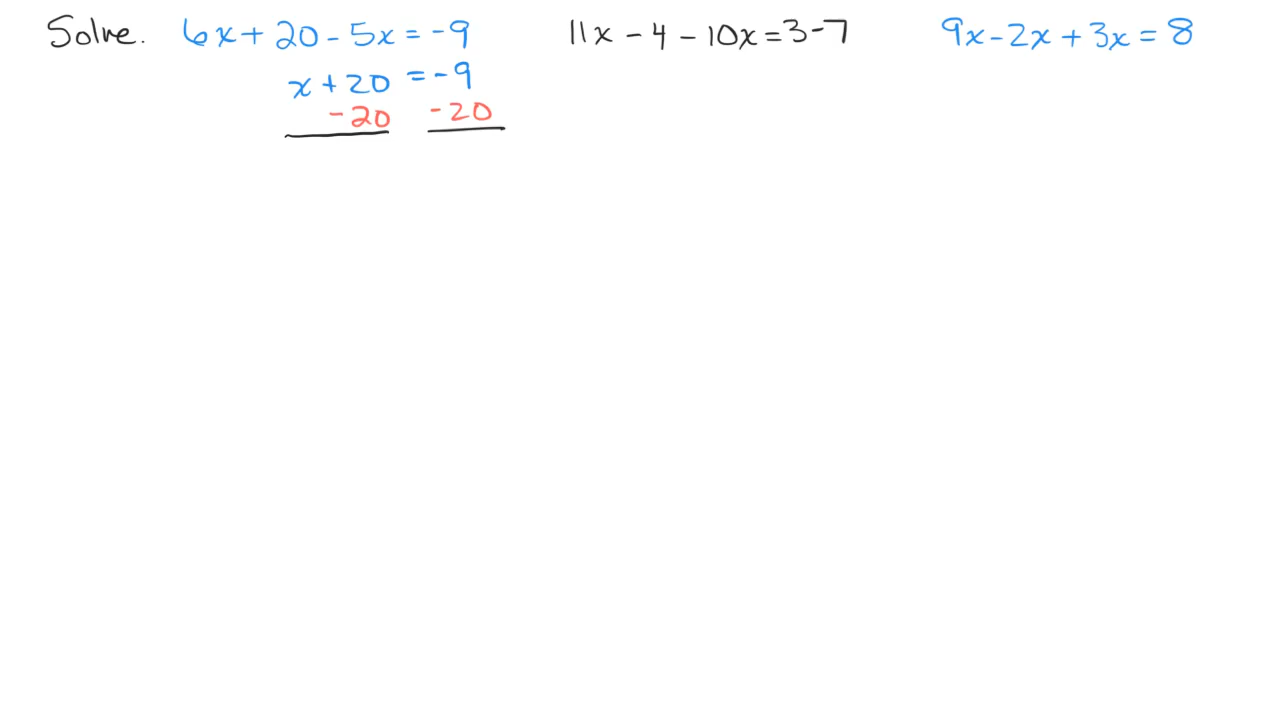 Solve. 6x + 20 - 5x = -9 11x - 4 - 10x = 3 - 7 9x - 2x + 3x = 8
x + 20 = -9
-20 -20